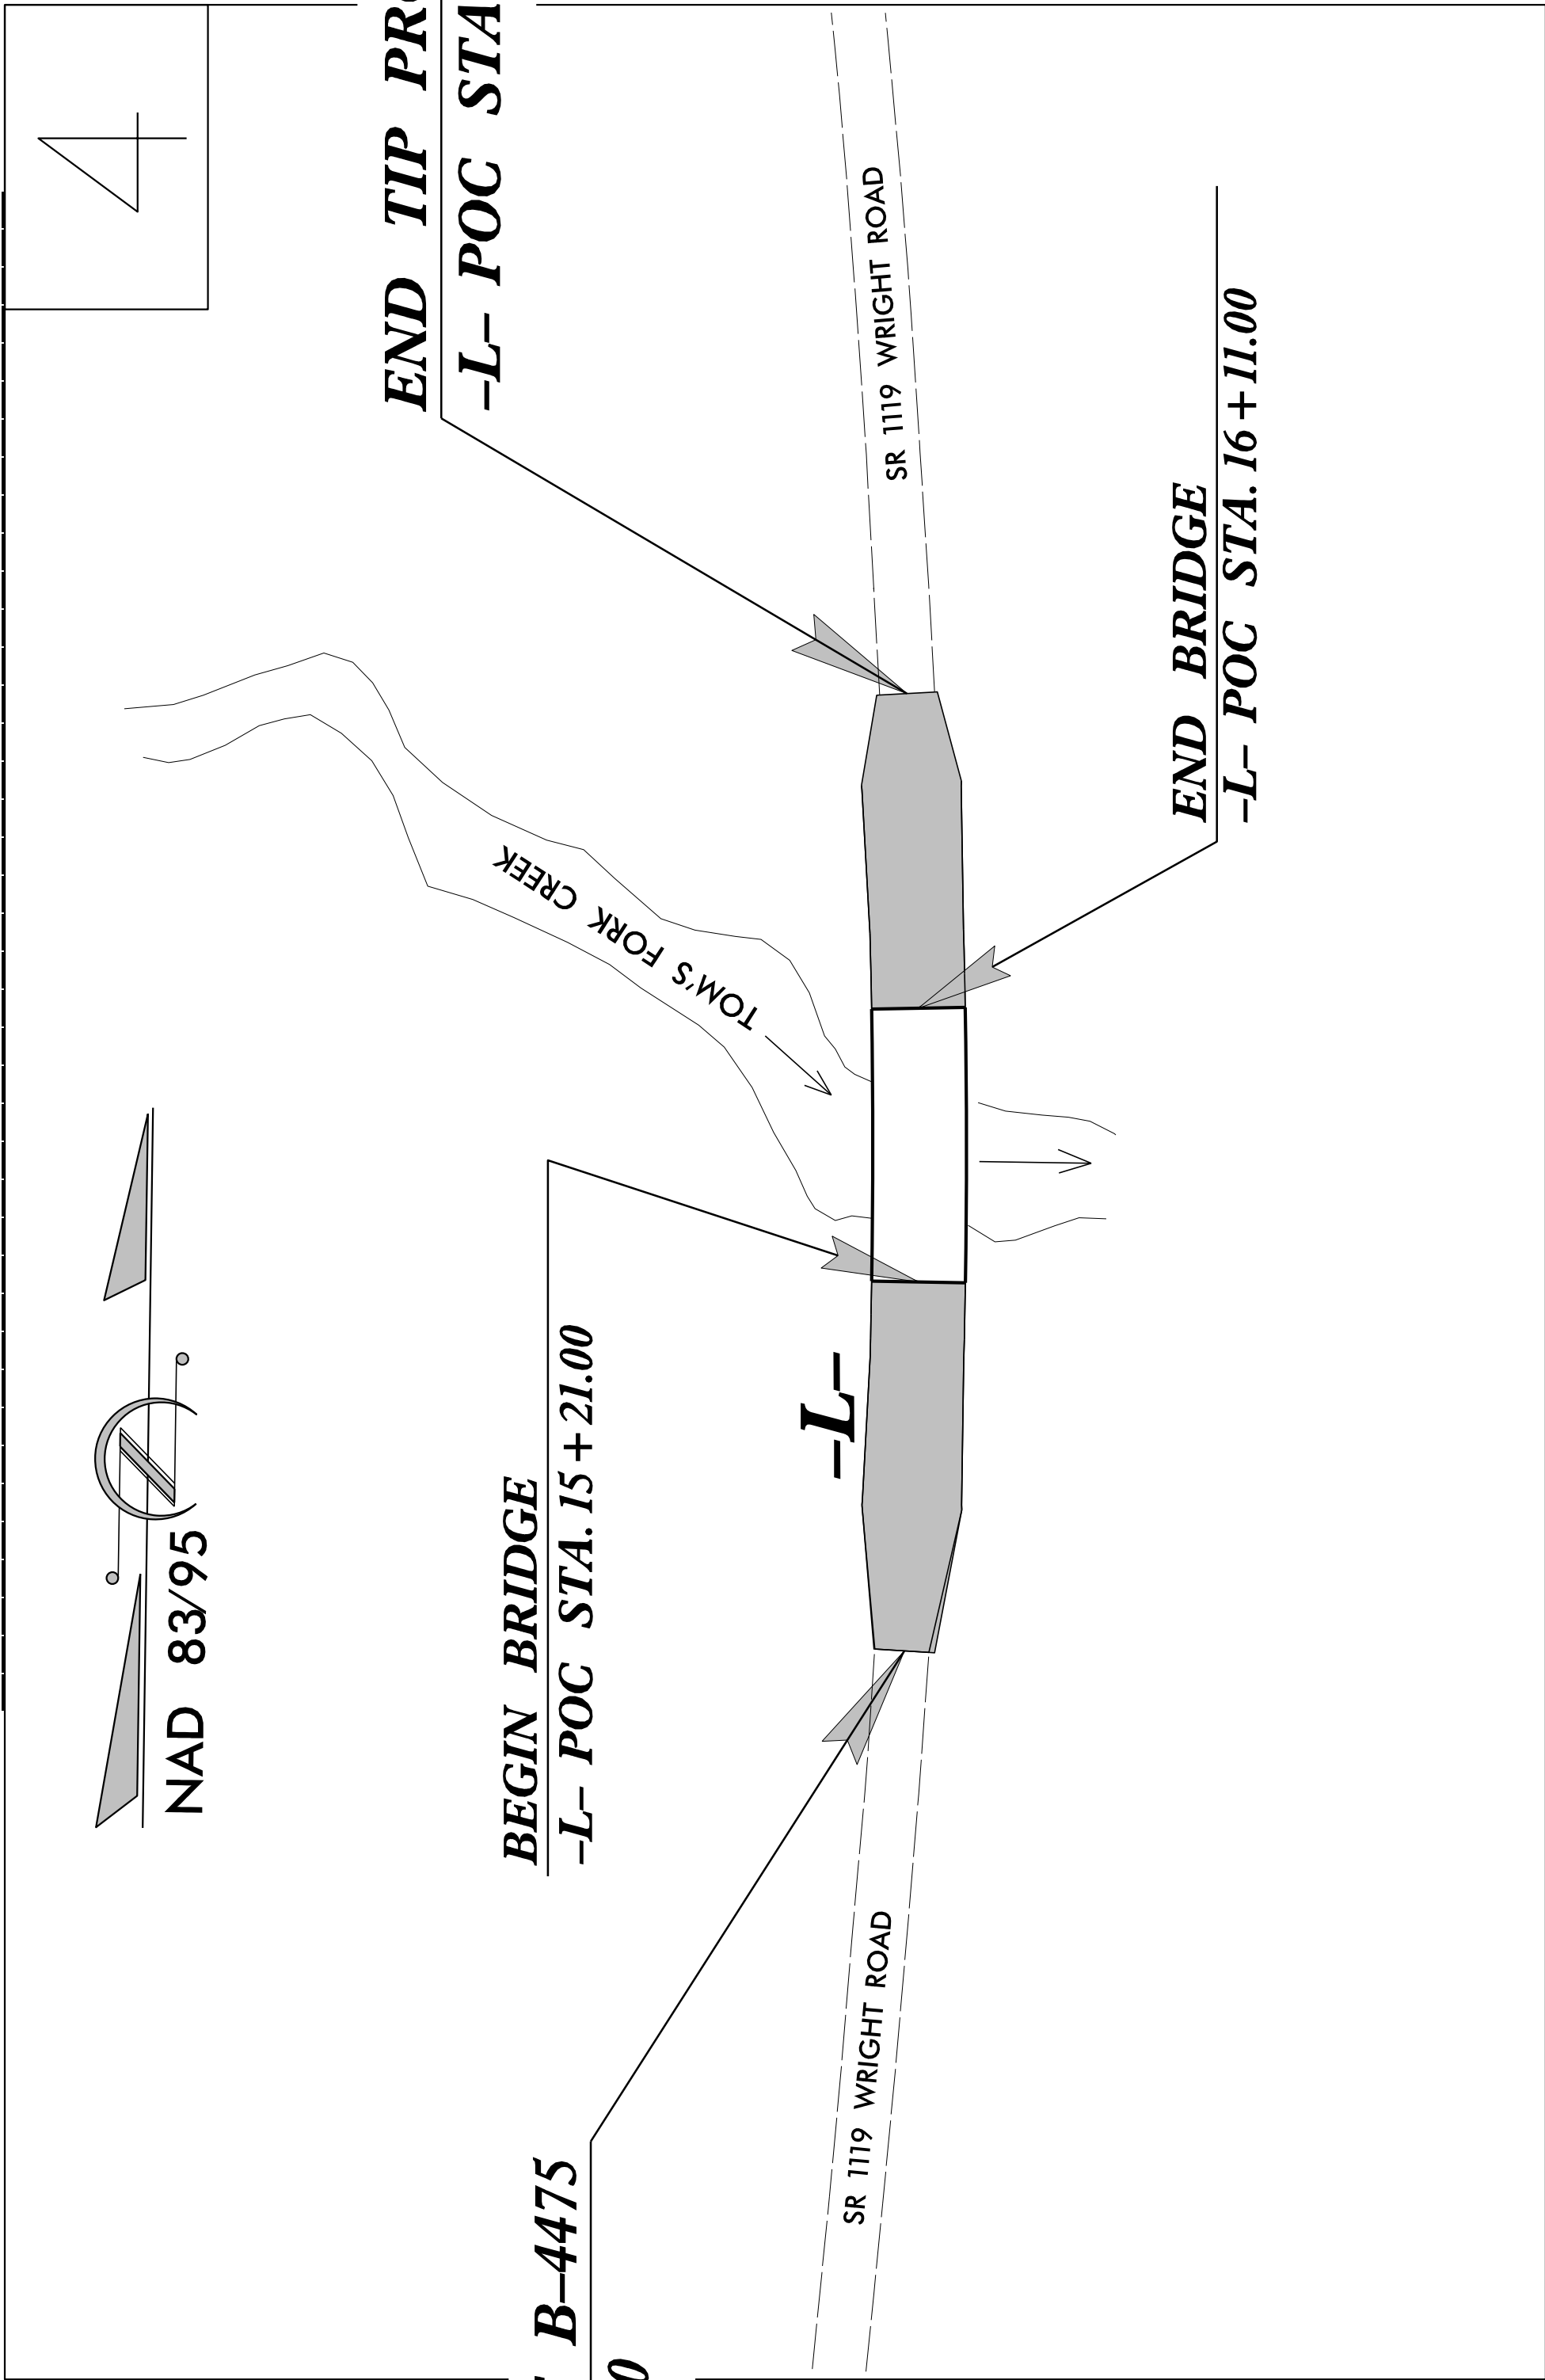 4
NAD 83/95
END TIP PR
-L- POC STA
SR 1119 WRIGHT ROAD
TOM'S FORK CREEK
END BRIDGE
-L- POC STA. 16+11.00
BEGIN BRIDGE
-L- POC STA. 15+21.00
-L-
SR 1119 WRIGHT ROAD
B-4475
0